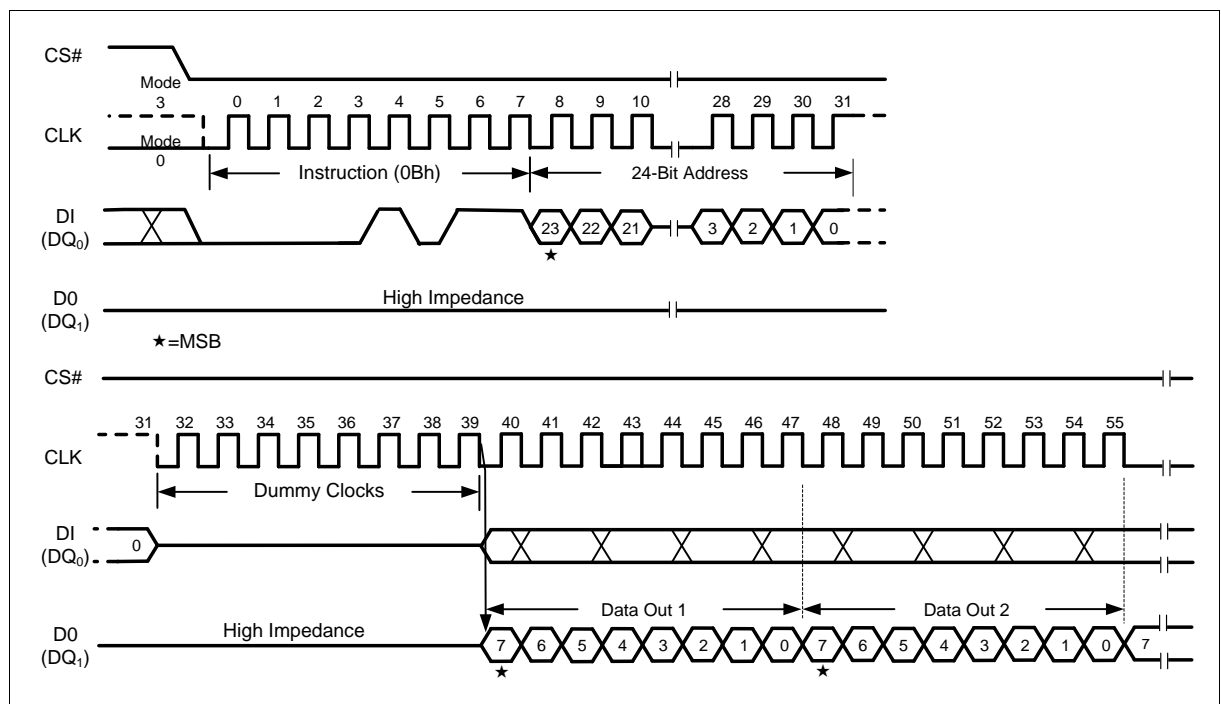 CS#
Mode
3
0 1 2 3 4 5 6 7 8 9 10 28 29 30 31
CLK
Mode
0
Instruction (0Bh) 24-Bit Address
DI
(DQ0)
23 22 21 3 2 1 0
★
D0
(DQ1)
High Impedance
★=MSB
CS#
31 32 33 34 35 36 37 38 39 40 41 42 43 44 45 46 47 48 49 50 51 52 53 54 55
CLK
Dummy Clocks
DI
(DQ0)
0
Data Out 1 Data Out 2
D0
(DQ1)
High Impedance
7 6 5 4 3 2 1 0 7 6 5 4 3 2 1 0 7
★ ★